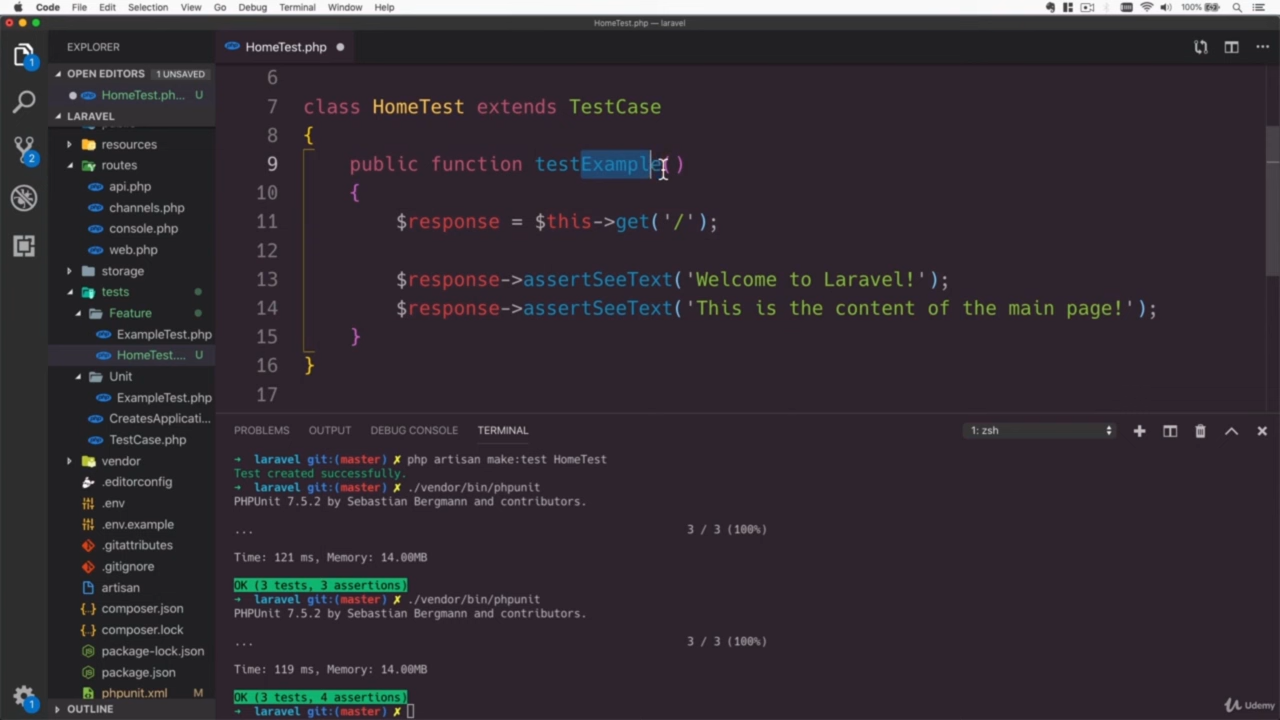 Code File Edit Selection View Go Debug Terminal Window Help 100%
HomeTest.php — laravel
EXPLORER
OPEN EDITORS 1 UNSAVED
HomeTest.ph... U
LARAVEL
public
resources
routes
api.php
channels.php
console.php
web.php
storage
tests
Feature
ExampleTest.php
HomeTest.... U
Unit
ExampleTest.php
CreatesApplicati...
TestCase.php
vendor
.editorconfig
.env
.env.example
.gitattributes
.gitignore
artisan
composer.json
composer.lock
package-lock.json
package.json
phpunit.xml
OUTLINE
1
2
1
HomeTest.php
6
7 class HomeTest extends TestCase
8 {
9 public function testExample()
10 {
11 $response = $this->get('/');
12
13 $response->assertSeeText('Welcome to Laravel!');
14 $response->assertSeeText('This is the content of the main page!');
15 }
16 }
17
PROBLEMS OUTPUT DEBUG CONSOLE TERMINAL 1: zsh
➜ laravel git:(master) ✗ php artisan make:test HomeTest
Test created successfully.
➜ laravel git:(master) ✗ ./vendor/bin/phpunit
PHPUnit 7.5.2 by Sebastian Bergmann and contributors.
... 3 / 3 (100%)
Time: 121 ms, Memory: 14.00MB
OK (3 tests, 3 assertions)
➜ laravel git:(master) ✗ ./vendor/bin/phpunit
PHPUnit 7.5.2 by Sebastian Bergmann and contributors.
... 3 / 3 (100%)
Time: 119 ms, Memory: 14.00MB
OK (3 tests, 4 assertions)
➜ laravel git:(master) ✗
Udemy